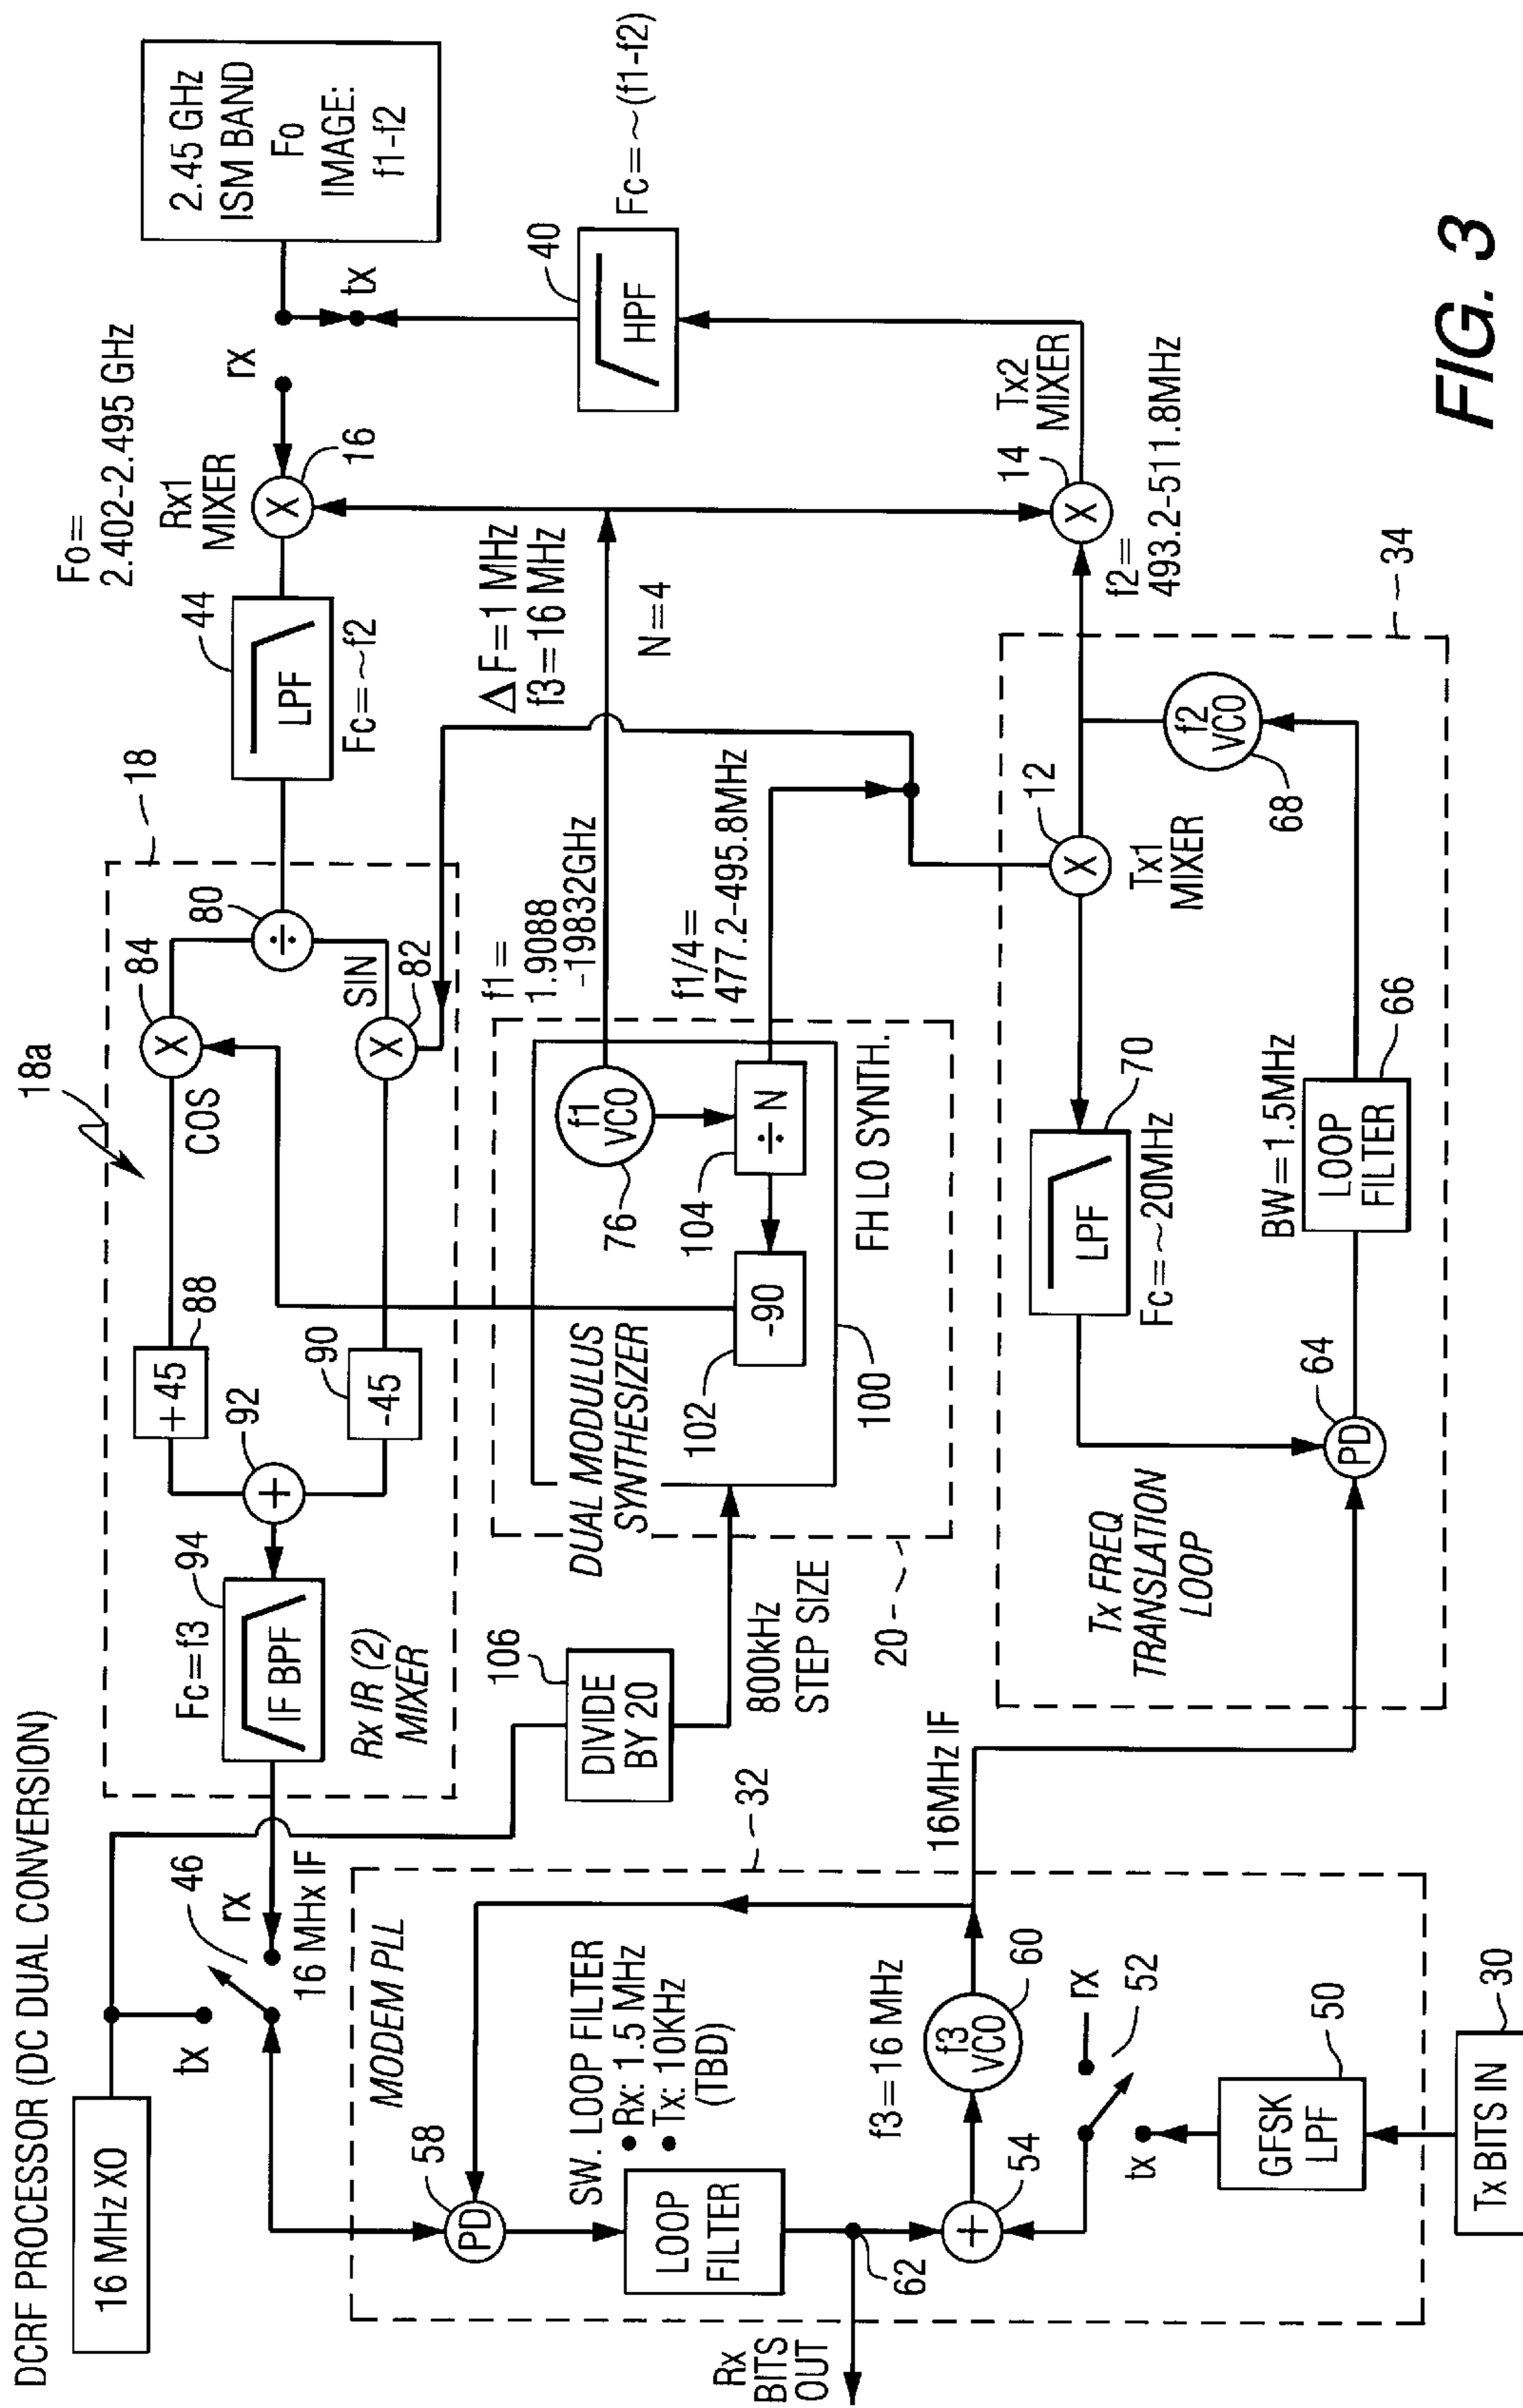 DCRF PROCESSOR (DC DUAL CONVERSION)
16 MHz XO
tx
46
rx
16 MHx IF
Fc=f3
94
IF BPF
Rx IR (2)
MIXER
92
+45
88
90
-45
18a
COS
84
80
SIN
82
18
44
LPF
Fc=~f2
Fo=
2.402-2.495 GHz
Rx1
MIXER
X
16
rx
tx
2.45 GHz
ISM BAND
Fo
IMAGE:
f1-f2
40
HPF
Fc=~(f1-f2)
ΔF=1 MHz
f3=16 MHz
N=4
f1=
1.9088
-19832GHz
f1/4=
477.2-495.8MHz
106
DIVIDE
BY 20
800kHz
STEP SIZE
20
DUAL MODULUS
SYNTHESIZER
76
f1
VCO
104
÷ N
-90
102
100
FH LO SYNTH.
MODEM PLL
32
58
PD
SW. LOOP FILTER
• Rx: 1.5 MHz
• Tx: 10KHz
(TBD)
LOOP
FILTER
62
Rx
BITS
OUT
+
54
f3=16 MHz
f3
VCO
60
16MHz IF
rx
52
tx
GFSK
LPF
50
Tx BITS IN
30
Tx FREQ
TRANSLATION
LOOP
PD
64
LPF
70
Fc=~20MHz
BW=1.5MHz
LOOP
FILTER
66
X
12
Tx1
MIXER
f2
VCO
68
34
f2=
493.2-511.8MHz
X
14
Tx2
MIXER
FIG. 3